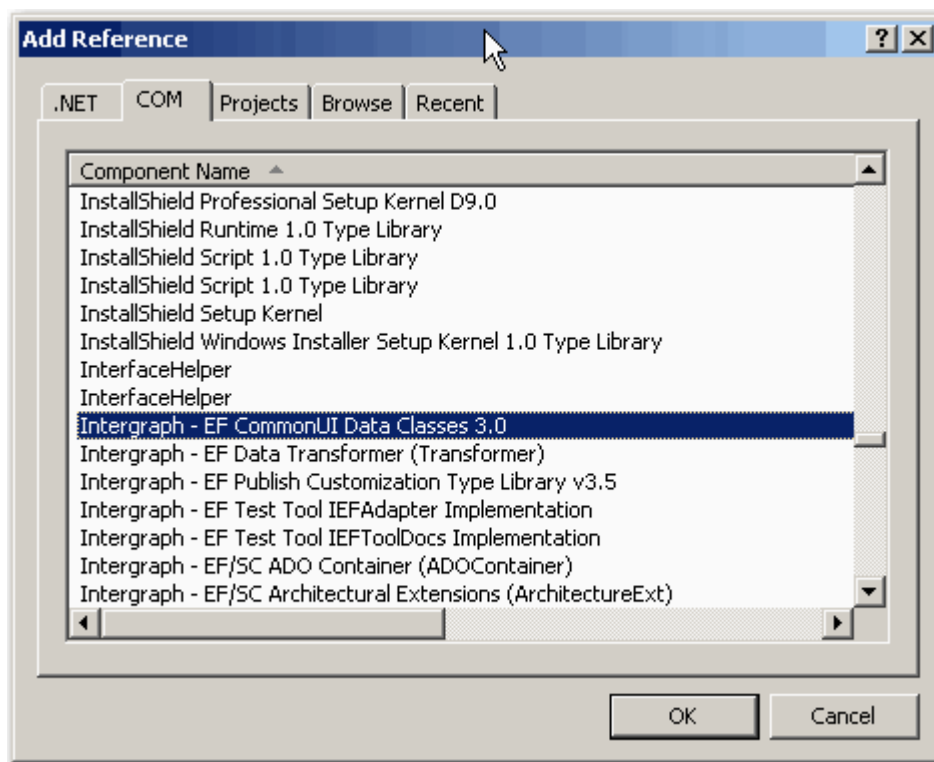 Add Reference
.NET COM Projects Browse Recent
Component Name
InstallShield Professional Setup Kernel D9.0
InstallShield Runtime 1.0 Type Library
InstallShield Script 1.0 Type Library
InstallShield Script 1.0 Type Library
InstallShield Setup Kernel
InstallShield Windows Installer Setup Kernel 1.0 Type Library
InterfaceHelper
InterfaceHelper
Intergraph - EF CommonUI Data Classes 3.0
Intergraph - EF Data Transformer (Transformer)
Intergraph - EF Publish Customization Type Library v3.5
Intergraph - EF Test Tool IEFAdapter Implementation
Intergraph - EF Test Tool IEFToolDocs Implementation
Intergraph - EF/SC ADO Container (ADOContainer)
Intergraph - EF/SC Architectural Extensions (ArchitectureExt)
OK Cancel